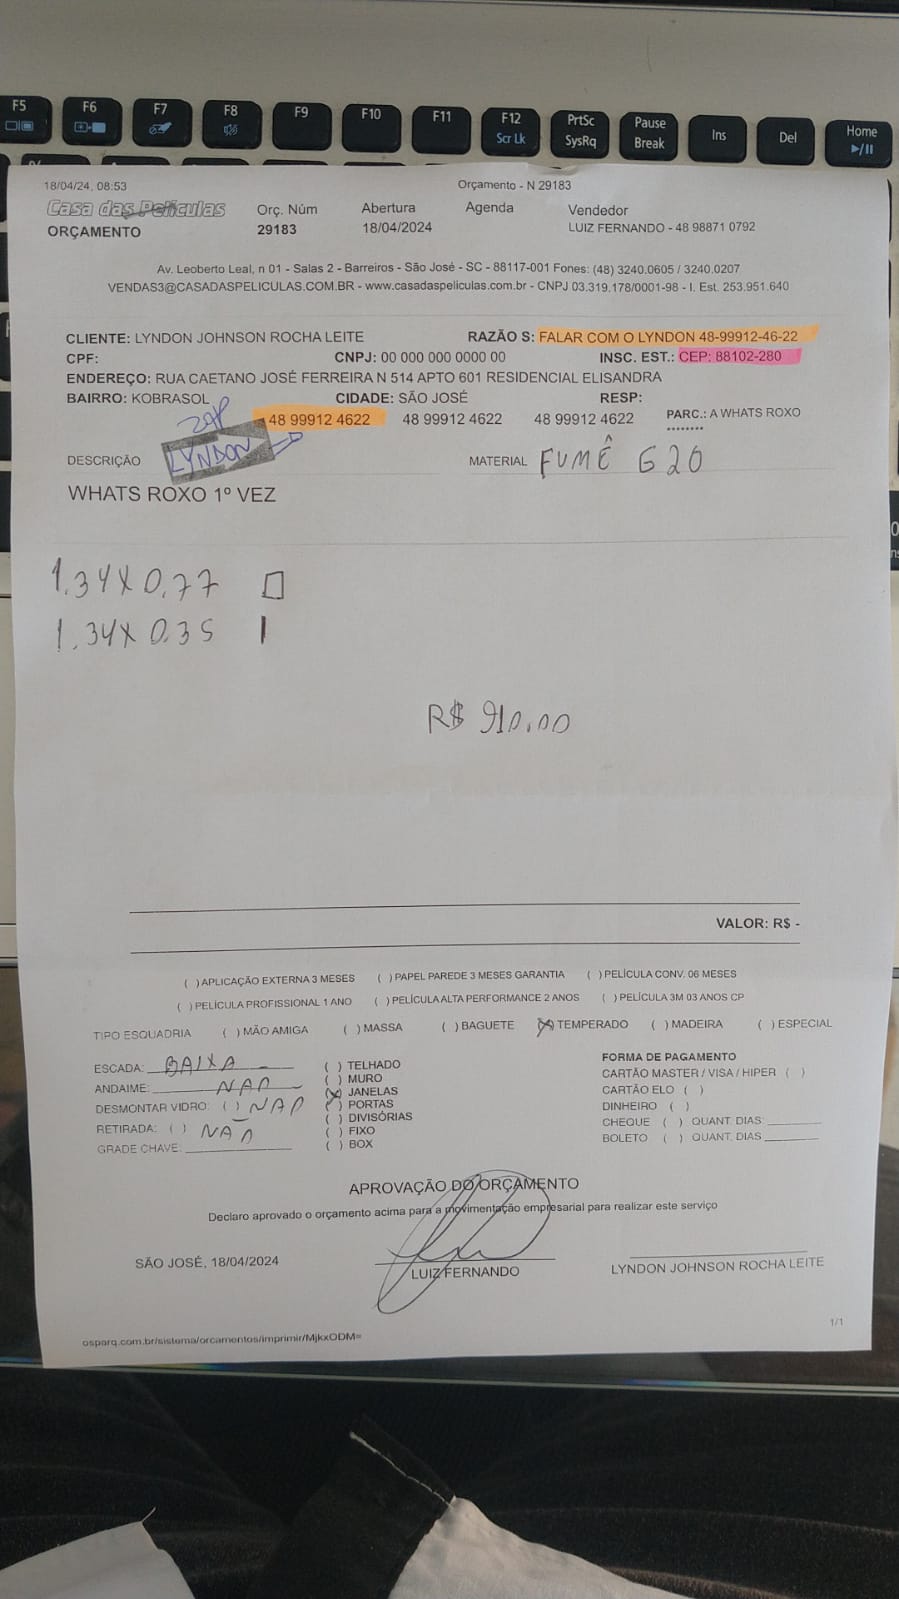 F5 F6 F7 F8 F9 F10 F11 F12 PrtSc Pause Ins Del Home
Scr Lk SysRq Break
18/04/24, 08:53 Orçamento - N 29183
Casa das Películas Orç. Núm Abertura Agenda Vendedor
ORÇAMENTO 29183 18/04/2024 LUIZ FERNANDO - 48 98871 0792
Av. Leoberto Leal, n 01 - Salas 2 - Barreiros - São José - SC - 88117-001 Fones: (48) 3240.0605 / 3240.0207
VENDAS3@CASADASPELICULAS.COM.BR - www.casadaspeliculas.com.br - CNPJ 03.319.178/0001-98 - I. Est. 253.951.640
CLIENTE: LYNDON JOHNSON ROCHA LEITE RAZÃO S: FALAR COM O LYNDON 48-99912-46-22
CPF: CNPJ: 00 000 000 0000 00 INSC. EST.: CEP: 88102-280
ENDEREÇO: RUA CAETANO JOSÉ FERREIRA N 514 APTO 601 RESIDENCIAL ELISANDRA
BAIRRO: KOBRASOL CIDADE: SÃO JOSÉ RESP:
ZAP 48 99912 4622 48 99912 4622 48 99912 4622 PARC.: A WHATS ROXO
********
DESCRIÇÃO LYNDON MATERIAL FUMÊ G20
WHATS ROXO 1º VEZ
1.34X0.77
1.34X 0.35
R$ 910,00
VALOR: R$ -
( )APLICAÇÃO EXTERNA 3 MESES ( ) PAPEL PAREDE 3 MESES GARANTIA ( )PELÍCULA CONV. 06 MESES
( )PELÍCULA PROFISSIONAL 1 ANO ( )PELÍCULA ALTA PERFORMANCE 2 ANOS ( )PELÍCULA 3M 03 ANOS CP
TIPO ESQUADRIA ( )MÃO AMIGA ( )MASSA ( )BAGUETE (X)TEMPERADO ( )MADEIRA ( )ESPECIAL
ESCADA: BAIXA ( ) TELHADO FORMA DE PAGAMENTO
ANDAIME: NAO ( ) MURO CARTÃO MASTER / VISA / HIPER ( )
DESMONTAR VIDRO: ( ) NAO (X) JANELAS CARTÃO ELO ( )
RETIRADA: ( ) NÃO ( ) PORTAS DINHEIRO ( )
GRADE CHAVE: ( ) DIVISÓRIAS CHEQUE ( ) QUANT. DIAS:
( ) FIXO BOLETO ( ) QUANT. DIAS
( ) BOX
APROVAÇÃO DO ORÇAMENTO
Declaro aprovado o orçamento acima para a movimentação empresarial para realizar este serviço
SÃO JOSÉ, 18/04/2024 LUIZ FERNANDO LYNDON JOHNSON ROCHA LEITE
1/1
osparq.com.br/sistema/orcamentos/imprimir/MjkxODM=